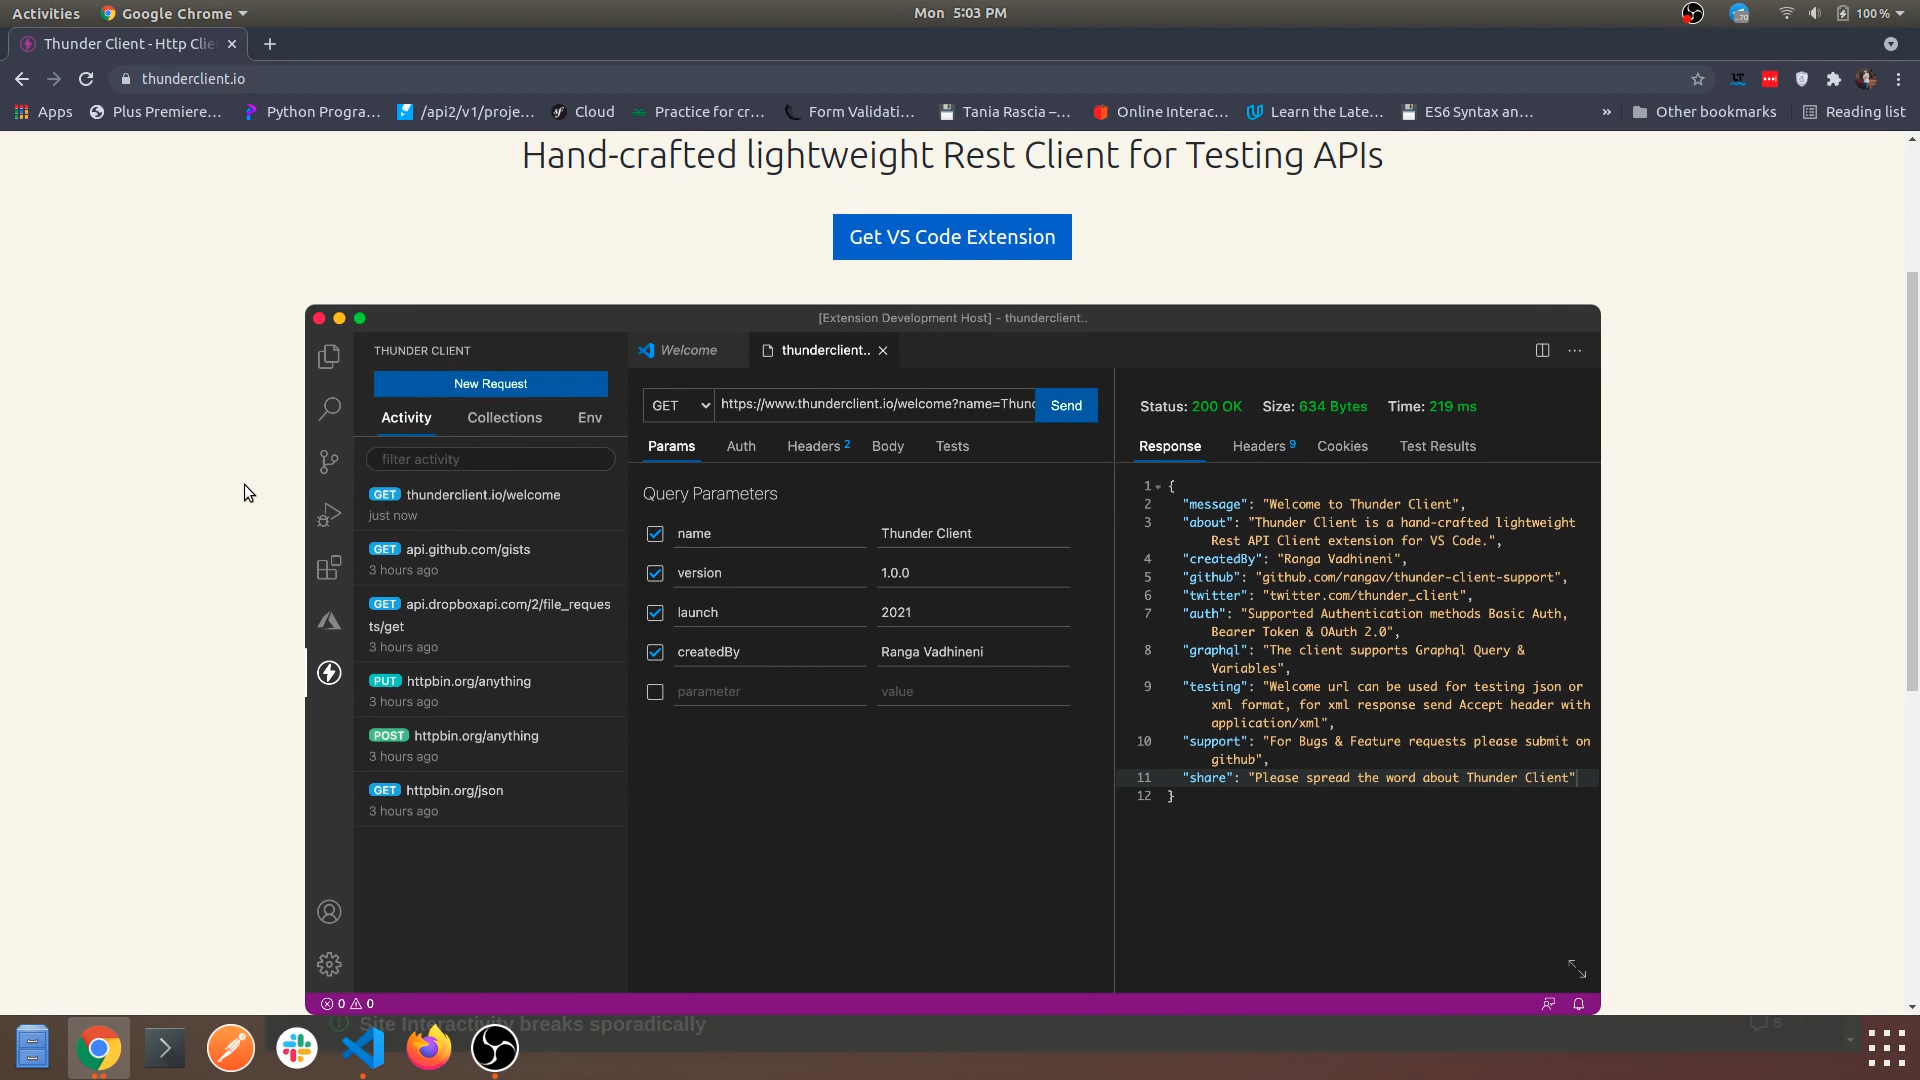 Activities Google Chrome Mon 5:03 PM 70 100 %
Thunder Client - Http Clie
thunderclient.io
Apps Plus Premiere... Python Progra... /api2/v1/proje... Cloud Practice for cr... Form Validati... Tania Rascia –... Online Interac... Learn the Late... ES6 Syntax an... » Other bookmarks Reading list
Hand-crafted lightweight Rest Client for Testing APIs
Get VS Code Extension
[Extension Development Host] - thunderclient..
THUNDER CLIENT
New Request
Activity Collections Env
filter activity
GET thunderclient.io/welcome
just now
GET api.github.com/gists
3 hours ago
GET api.dropboxapi.com/2/file_reques
ts/get
3 hours ago
PUT httpbin.org/anything
3 hours ago
POST httpbin.org/anything
3 hours ago
GET httpbin.org/json
3 hours ago
Welcome thunderclient..
GET https://www.thunderclient.io/welcome?name=Thun Send
Params Auth Headers 2 Body Tests
Query Parameters
name Thunder Client
version 1.0.0
launch 2021
createdBy Ranga Vadhineni
parameter value
Status: 200 OK Size: 634 Bytes Time: 219 ms
Response Headers 9 Cookies Test Results
1 {
2 "message": "Welcome to Thunder Client",
3 "about": "Thunder Client is a hand-crafted lightweight
Rest API Client extension for VS Code.",
4 "createdBy": "Ranga Vadhineni",
5 "github": "github.com/rangav/thunder-client-support",
6 "twitter": "twitter.com/thunder_client",
7 "auth": "Supported Authentication methods Basic Auth,
Bearer Token & OAuth 2.0",
8 "graphql": "The client supports Graphql Query &
Variables",
9 "testing": "Welcome url can be used for testing json or
xml format, for xml response send Accept header with
application/xml",
10 "support": "For Bugs & Feature requests please submit on
github",
11 "share": "Please spread the word about Thunder Client"
12 }
0 0
Site Interactivity breaks sporadically 5